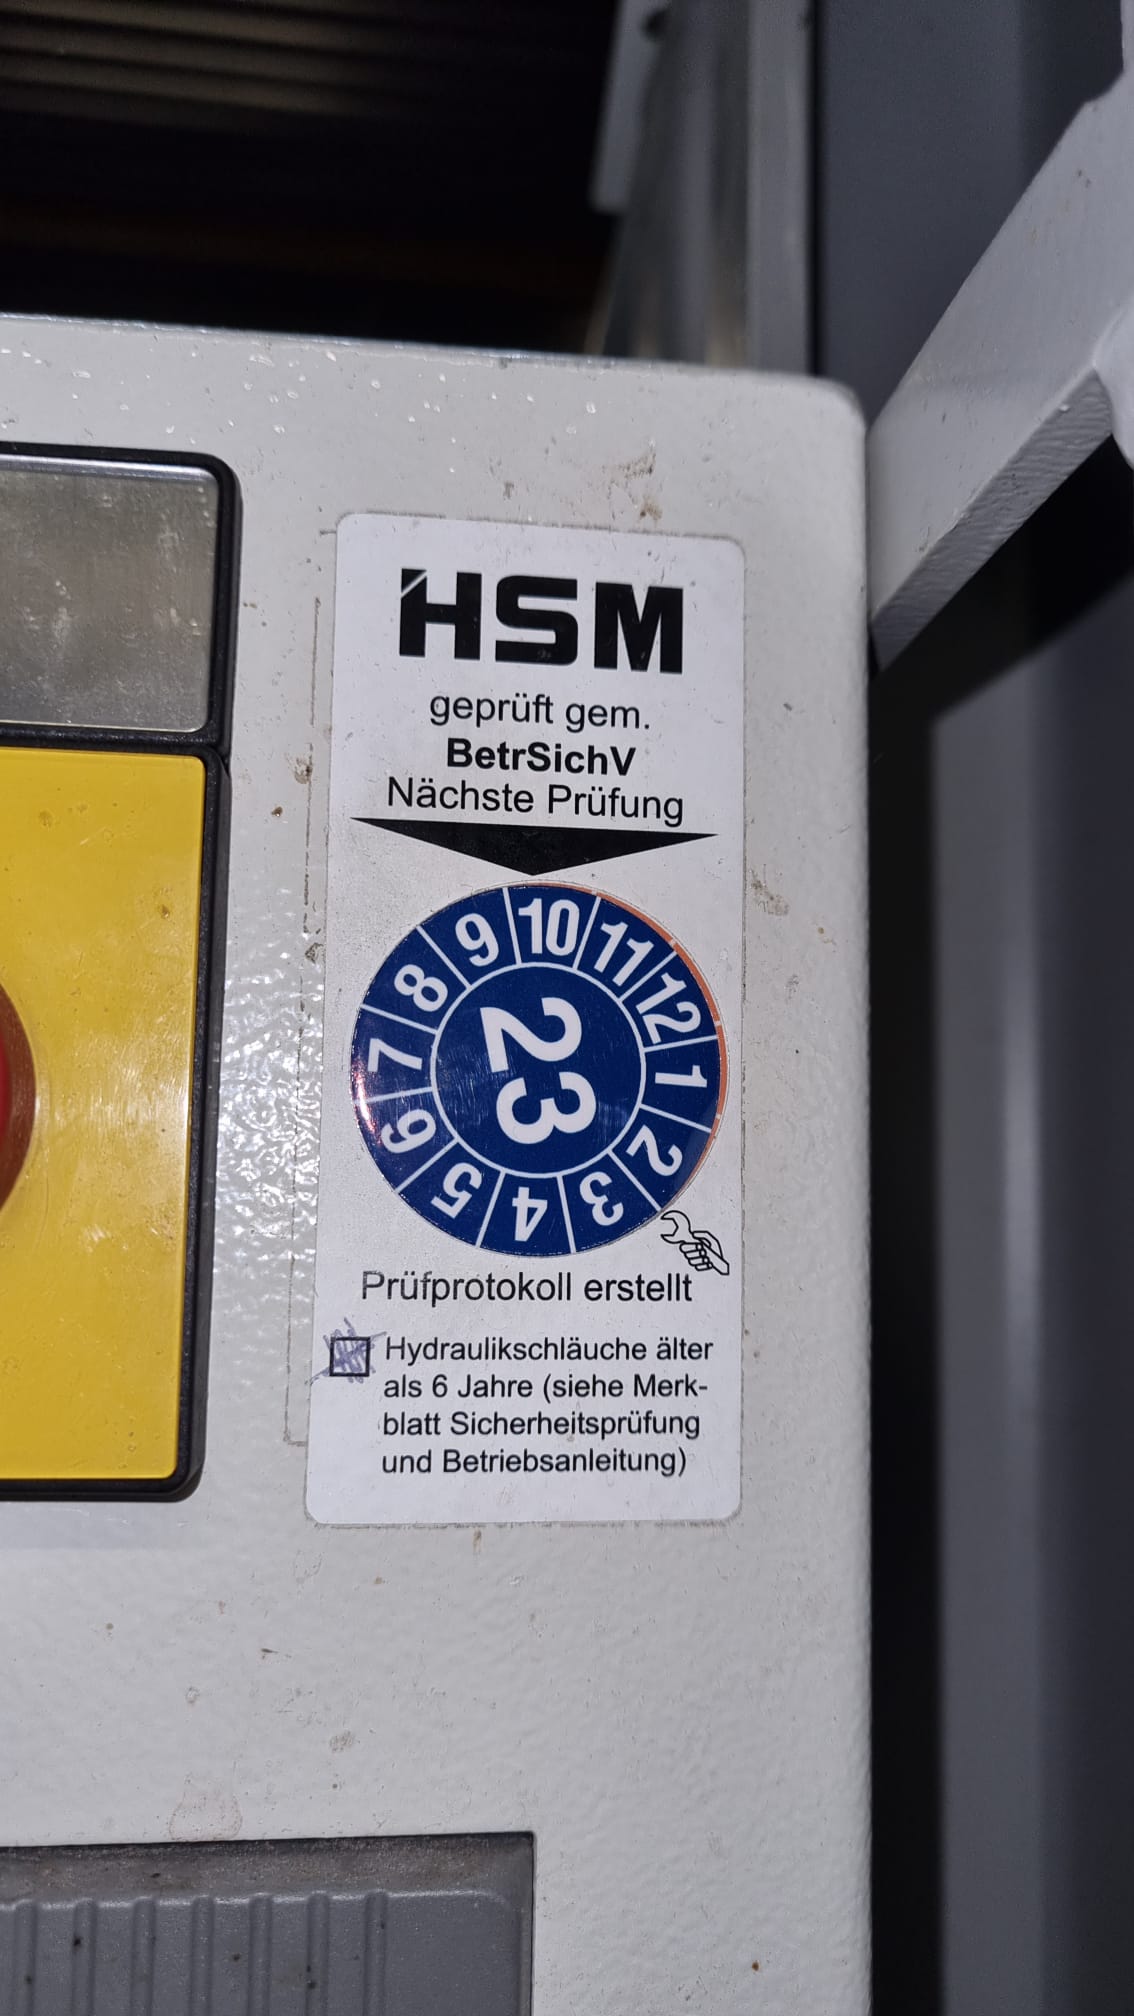 HSM
geprüft gem.
BetrSichV
Nächste Prüfung
10
11
12
1
2
3
4
5
6
7
8
9
23
Prüfprotokoll erstellt
Hydraulikschläuche älter
als 6 Jahre (siehe Merk-
blatt Sicherheitsprüfung
und Betriebsanleitung)